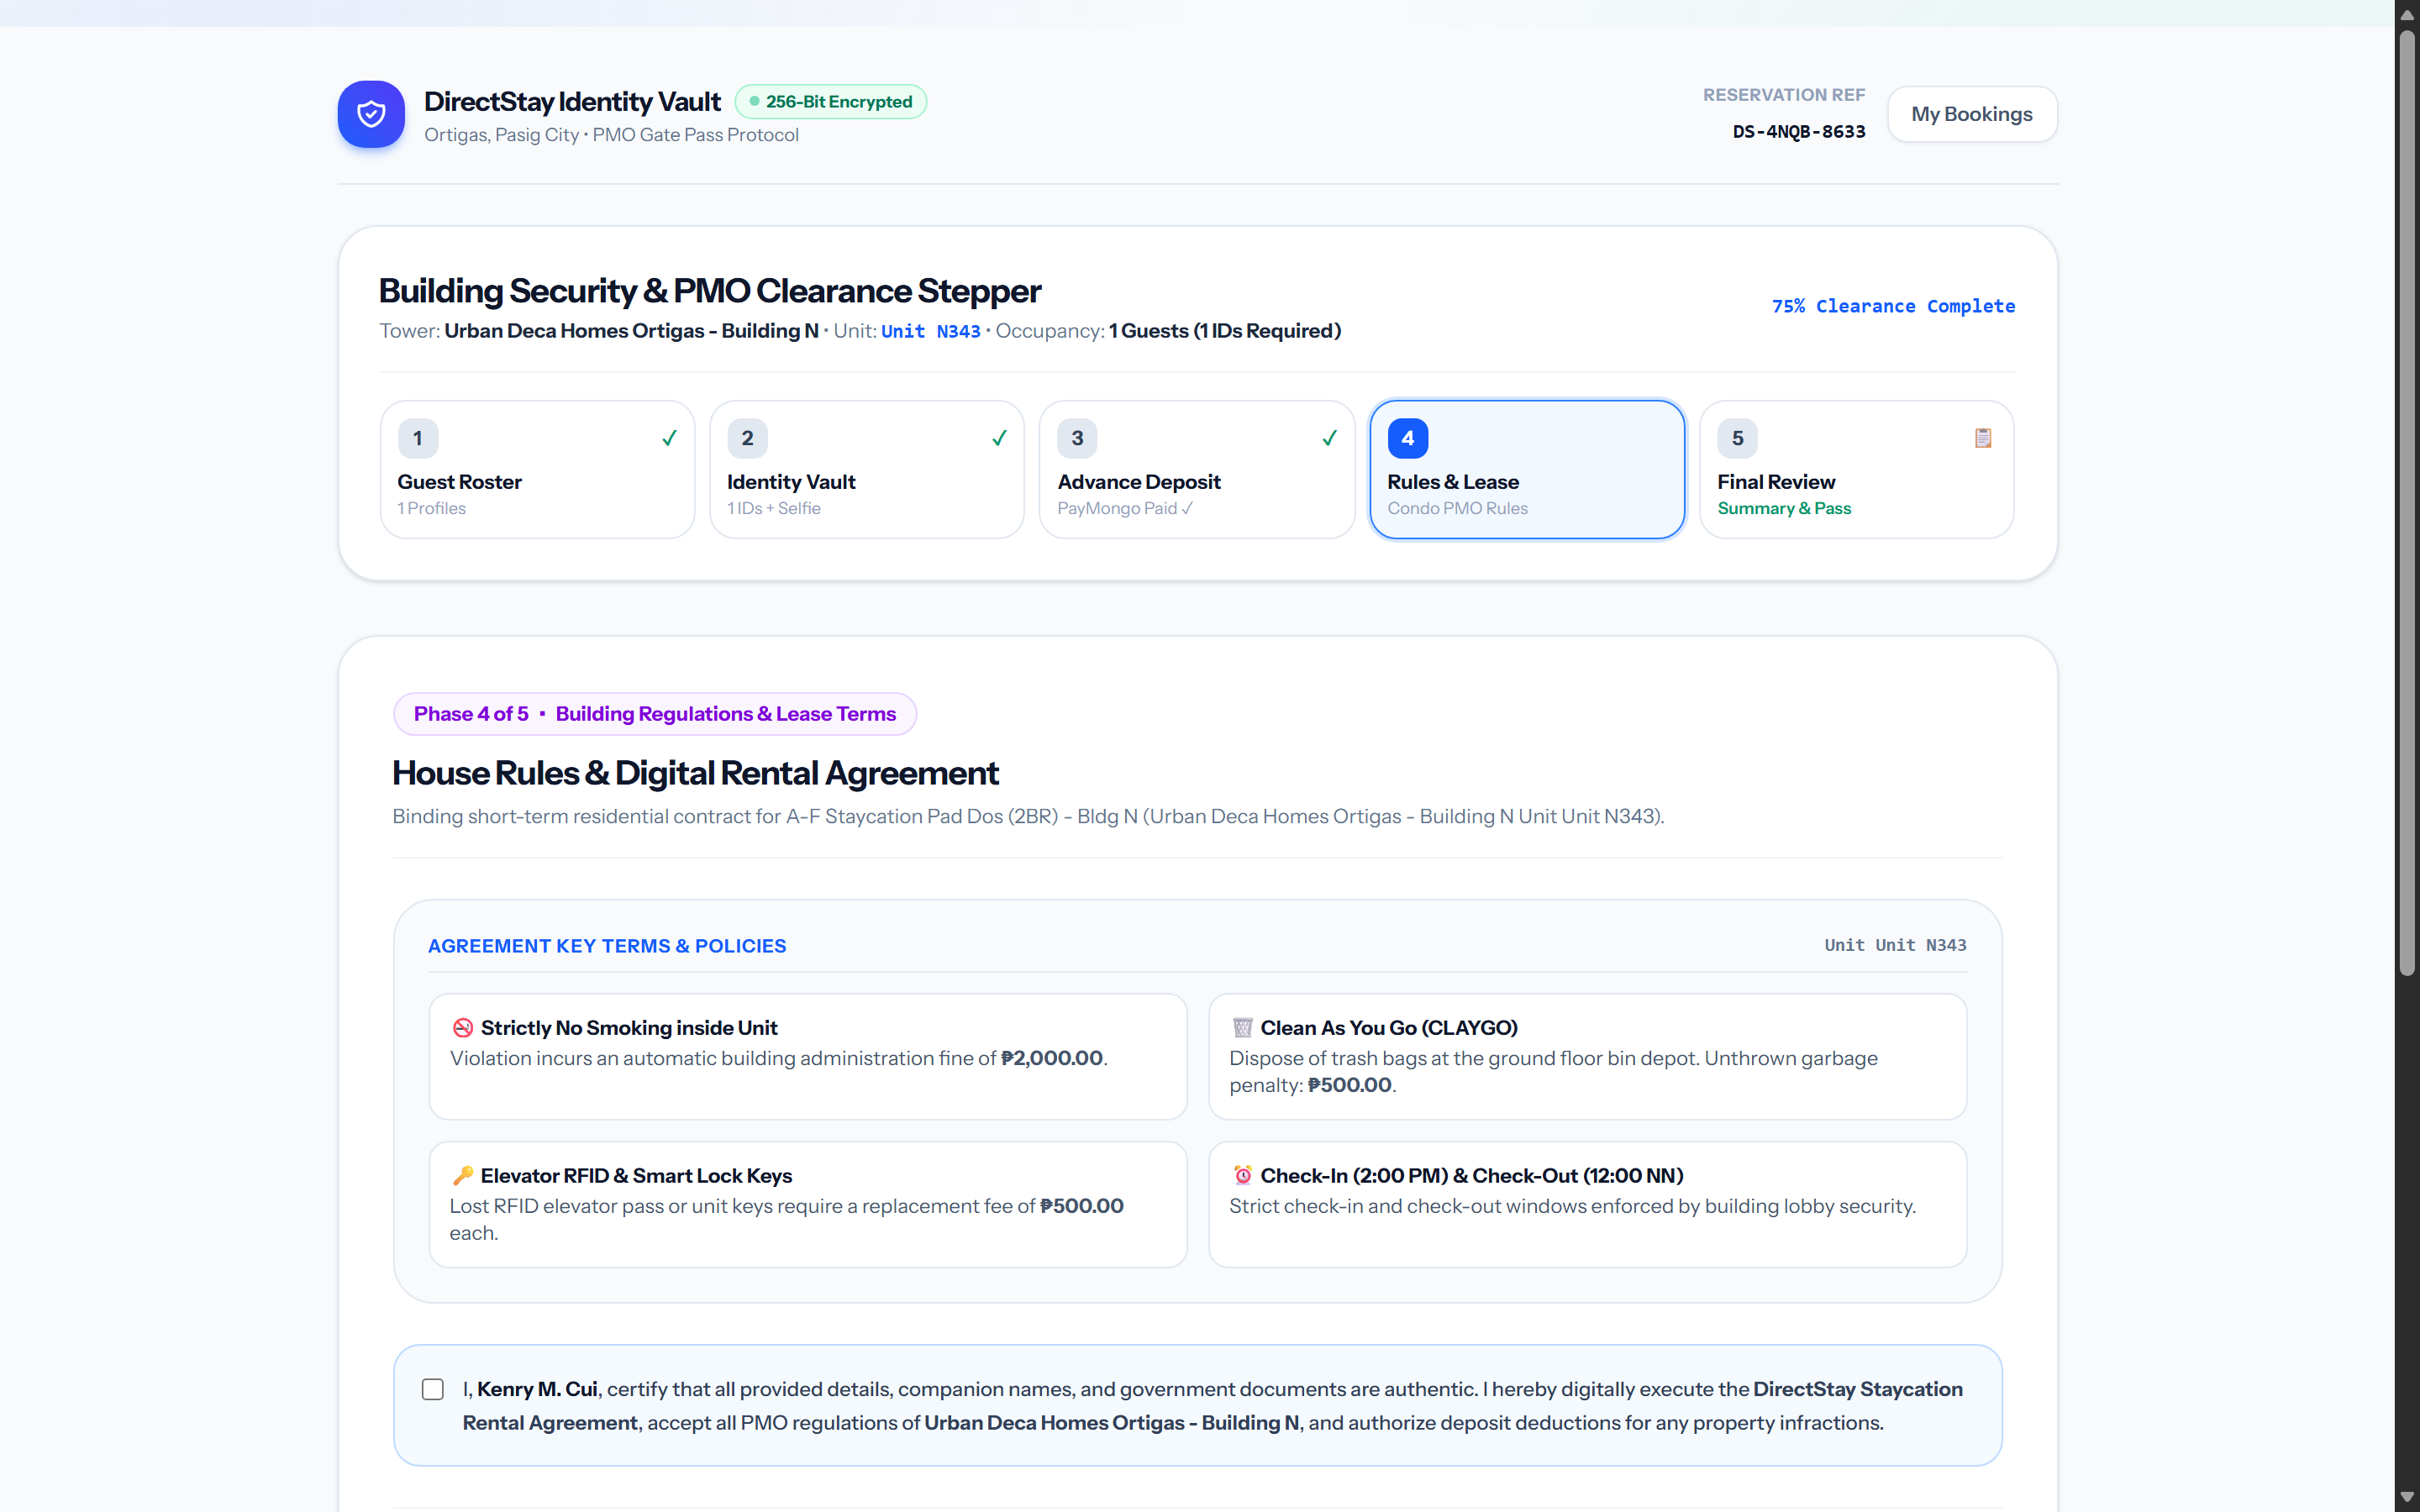 DirectStay Identity Vault
256-Bit Encrypted
Ortigas, Pasig City • PMO Gate Pass Protocol
RESERVATION REF
DS-4NQB-8633
My Bookings
Building Security & PMO Clearance Stepper
Tower: Urban Deca Homes Ortigas - Building N • Unit: Unit N343 • Occupancy: 1 Guests (1 IDs Required)
75% Clearance Complete
1 ✓
Guest Roster
1 Profiles
2 ✓
Identity Vault
1 IDs + Selfie
3 ✓
Advance Deposit
PayMongo Paid ✓
4
Rules & Lease
Condo PMO Rules
5
Final Review
Summary & Pass
Phase 4 of 5 • Building Regulations & Lease Terms
House Rules & Digital Rental Agreement
Binding short-term residential contract for A-F Staycation Pad Dos (2BR) - Bldg N (Urban Deca Homes Ortigas - Building N Unit Unit N343).
AGREEMENT KEY TERMS & POLICIES
Unit Unit N343
Strictly No Smoking inside Unit
Violation incurs an automatic building administration fine of ₱2,000.00.
Clean As You Go (CLAYGO)
Dispose of trash bags at the ground floor bin depot. Unthrown garbage
penalty: ₱500.00.
Elevator RFID & Smart Lock Keys
Lost RFID elevator pass or unit keys require a replacement fee of ₱500.00
each.
Check-In (2:00 PM) & Check-Out (12:00 NN)
Strict check-in and check-out windows enforced by building lobby security.
I, Kenry M. Cui, certify that all provided details, companion names, and government documents are authentic. I hereby digitally execute the DirectStay Staycation
Rental Agreement, accept all PMO regulations of Urban Deca Homes Ortigas - Building N, and authorize deposit deductions for any property infractions.